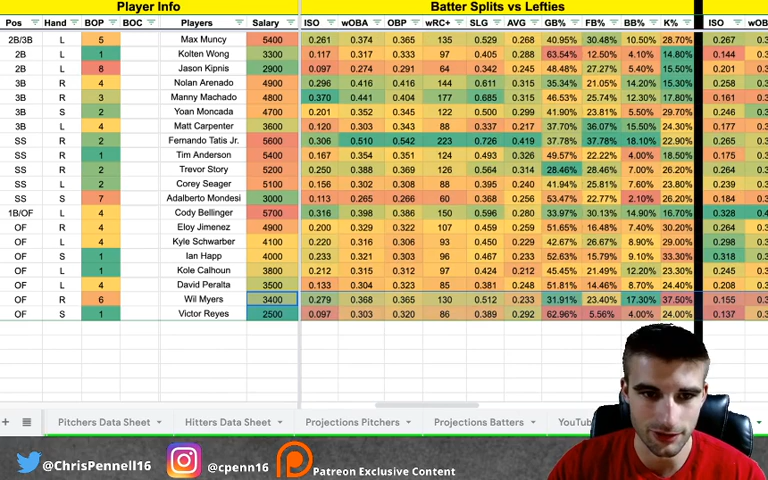 Player Info Batter Splits vs Lefties
Pos Hand BOP BOC Players Salary ISO wOBA OBP wRC+ SLG AVG GB% FB% BB% K% ISO
2B/3B L 5 Max Muncy 5400 0.261 0.374 0.365 135 0.529 0.268 40.95% 30.48% 10.50% 28.70% 0.267
2B L 1 Kolten Wong 3300 0.117 0.317 0.333 97 0.405 0.288 63.54% 12.50% 4.10% 14.80% 0.144
2B L 8 Jason Kipnis 2900 0.097 0.274 0.291 64 0.342 0.245 48.48% 27.27% 5.40% 15.50% 0.201
3B R 4 Nolan Arenado 4900 0.296 0.416 0.416 144 0.611 0.315 35.34% 21.05% 14.20% 15.30% 0.258
3B R 3 Manny Machado 4800 0.370 0.441 0.404 177 0.685 0.315 46.53% 25.74% 12.30% 17.80% 0.161
3B S 2 Yoan Moncada 4700 0.201 0.352 0.345 122 0.500 0.299 41.90% 23.81% 5.50% 29.70% 0.246
3B L 4 Matt Carpenter 3600 0.120 0.303 0.343 88 0.337 0.217 37.70% 36.07% 15.50% 24.30% 0.177
SS R 2 Fernando Tatis Jr. 5600 0.306 0.510 0.542 223 0.726 0.419 37.78% 37.78% 18.10% 22.90% 0.265
SS R 1 Tim Anderson 5400 0.167 0.354 0.351 124 0.493 0.326 49.57% 22.22% 4.00% 18.50% 0.175
SS R 2 Trevor Story 5200 0.250 0.388 0.369 126 0.564 0.314 28.46% 28.46% 7.00% 26.20% 0.264
SS L 2 Corey Seager 5100 0.156 0.302 0.308 88 0.395 0.240 41.94% 25.81% 7.60% 23.80% 0.239
SS S 7 Adalberto Mondesi 3000 0.113 0.265 0.266 60 0.368 0.256 53.47% 22.77% 2.10% 26.20% 0.184
1B/OF L 4 Cody Bellinger 5700 0.316 0.398 0.386 150 0.596 0.280 33.97% 30.13% 14.90% 16.70% 0.328
OF R 4 Eloy Jimenez 4900 0.200 0.329 0.322 107 0.459 0.259 51.65% 16.48% 7.40% 30.20% 0.264
OF L 4 Kyle Schwarber 4100 0.220 0.316 0.306 93 0.450 0.229 42.67% 26.67% 8.90% 29.00% 0.298
OF S 1 Ian Happ 4000 0.233 0.321 0.303 96 0.467 0.233 52.63% 15.79% 9.10% 33.30% 0.318
OF L 1 Kole Calhoun 3800 0.212 0.315 0.312 97 0.424 0.212 45.45% 21.49% 12.20% 23.30% 0.245
OF L 4 David Peralta 3500 0.133 0.304 0.323 85 0.381 0.248 51.81% 14.46% 8.70% 24.40% 0.208
OF R 6 Wil Myers 3400 0.279 0.368 0.365 130 0.512 0.233 31.91% 23.40% 17.30% 37.50% 0.155
OF S 1 Victor Reyes 2500 0.097 0.303 0.320 86 0.389 0.292 62.96% 5.56% 4.00% 24.00% 0.137
Pitchers Data Sheet Hitters Data Sheet Projections Pitchers Projections Batters
@ChrisPennell16 @cpenn16 Patreon Exclusive Content